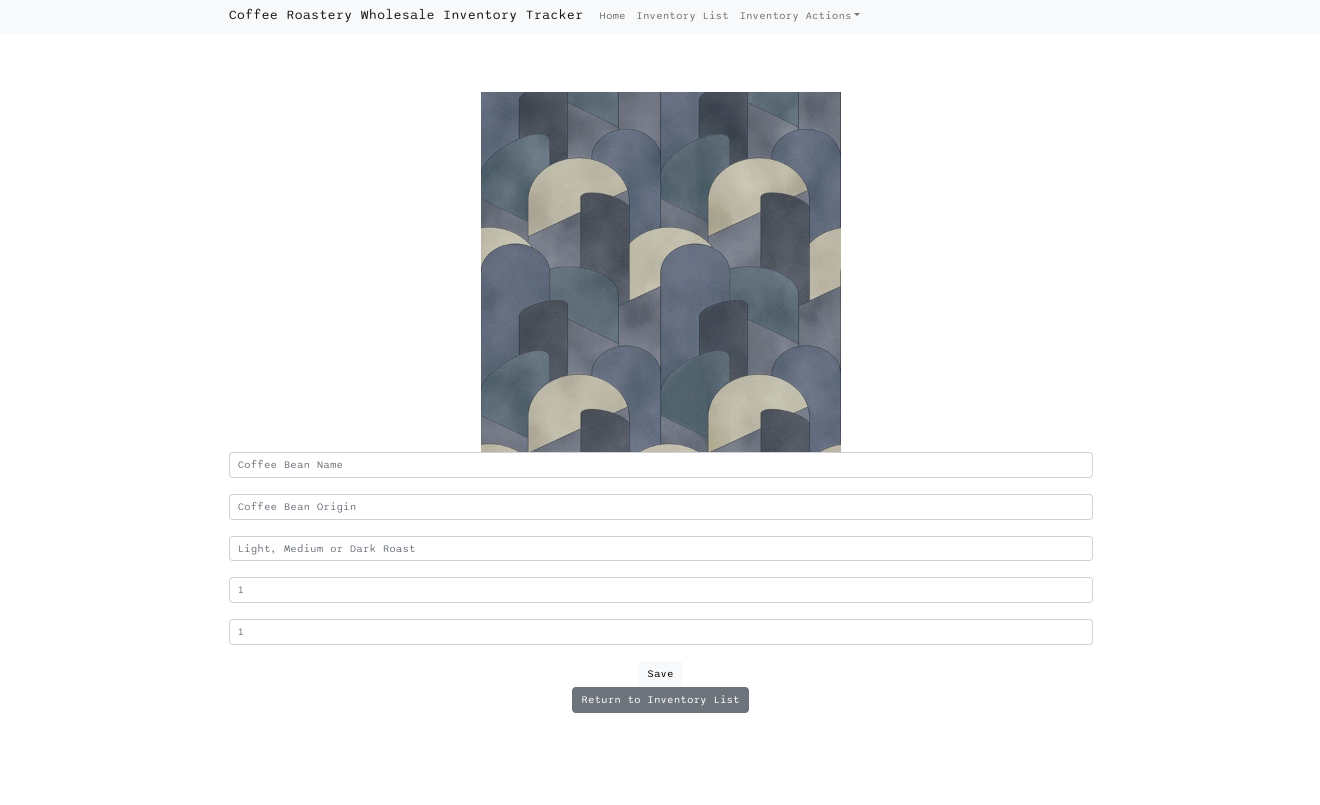 Coffee Roastery Wholesale Inventory Tracker Home Inventory List Inventory Actions
Coffee Bean Name
Coffee Bean Origin
Light, Medium or Dark Roast
1
1
Save
Return to Inventory List